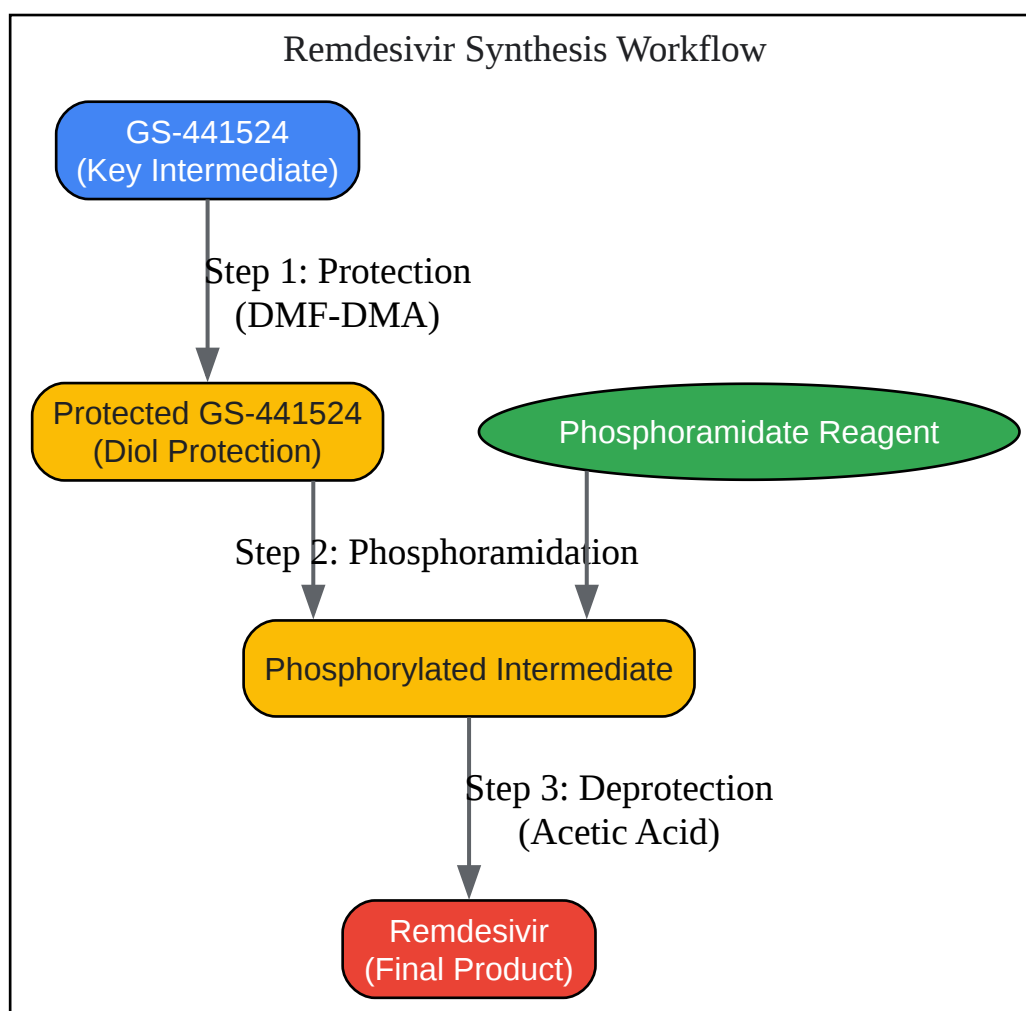 Remdesivir Synthesis Workflow
GS-441524
(Key Intermediate)
Step 1: Protection
(DMF-DMA)
Protected GS-441524
(Diol Protection)
Phosphoramidate Reagent
Step 2: Phosphoramidation
Phosphorylated Intermediate
Step 3: Deprotection
(Acetic Acid)
Remdesivir
(Final Product)